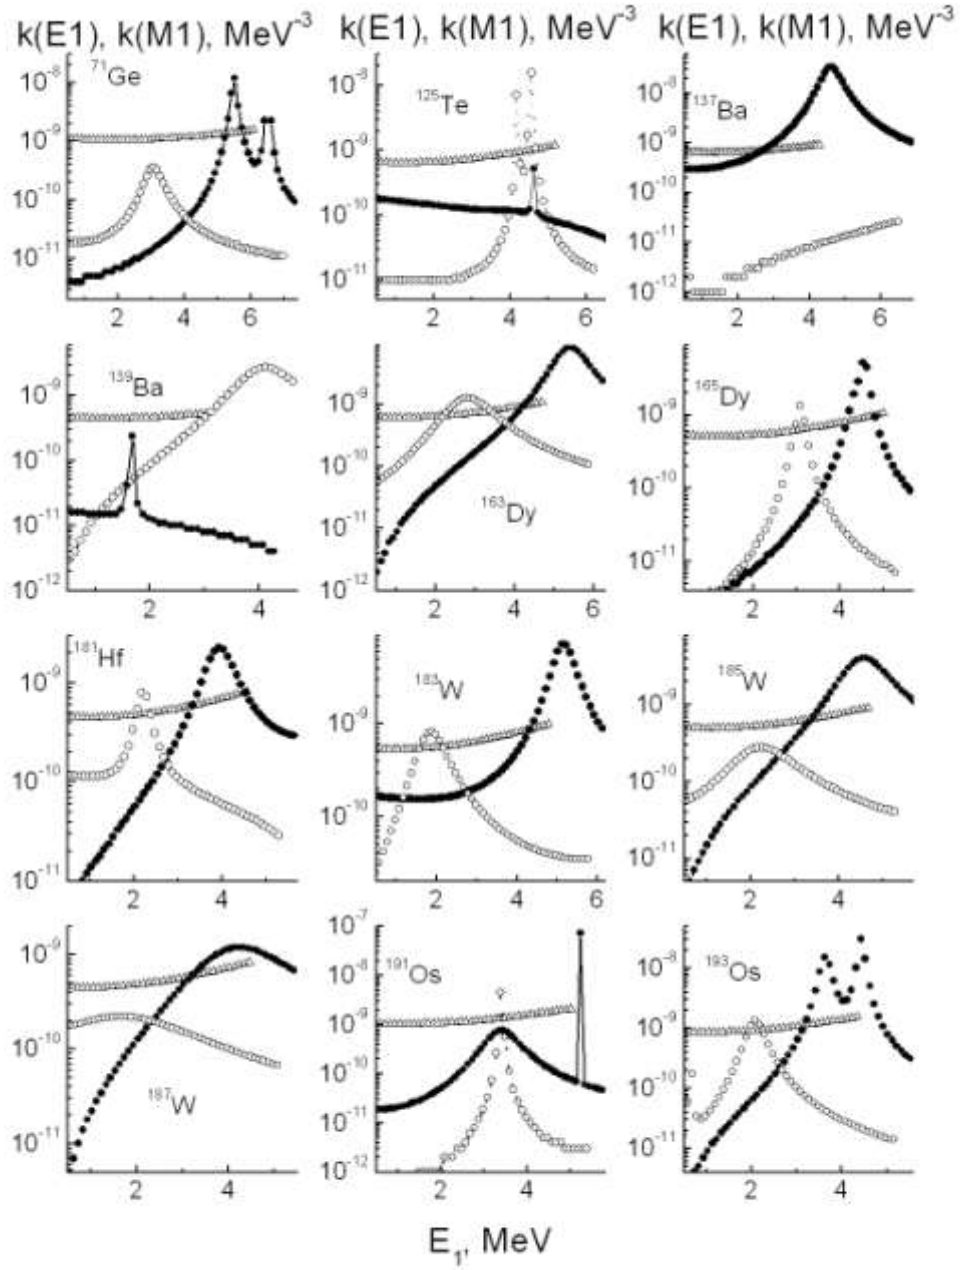 k(E1), k(M1), MeV⁻³ k(E1), k(M1), MeV⁻³ k(E1), k(M1), MeV⁻³
10⁻⁸ ⁷¹Ge 10⁻⁸ ¹²⁵Te ¹³⁷Ba
10⁻⁸
10⁻⁹ 10⁻⁹ 10⁻⁹
10⁻¹⁰ 10⁻¹⁰ 10⁻¹⁰
10⁻¹¹ 10⁻¹¹ 10⁻¹¹
10⁻¹²
2 4 6 2 4 6 2 4 6
¹³⁹Ba ¹⁶³Dy ¹⁶⁵Dy
10⁻⁹ 10⁻⁹ 10⁻⁹
10⁻¹⁰ 10⁻¹⁰ 10⁻¹⁰
10⁻¹¹ 10⁻¹¹ 10⁻¹¹
10⁻¹² 10⁻¹²
2 4 2 4 6 2 4
¹⁸¹Hf ¹⁸³W ¹⁸⁵W
10⁻⁹ 10⁻⁹ 10⁻⁹
10⁻¹⁰ 10⁻¹⁰ 10⁻¹⁰
10⁻¹¹ 10⁻¹¹
2 4 2 4 6 2 4
¹⁸⁷W ¹⁹¹Os ¹⁹³Os
10⁻⁹ 10⁻⁷ 10⁻⁸
10⁻¹⁰ 10⁻⁸ 10⁻⁹
10⁻¹¹ 10⁻⁹ 10⁻¹⁰
10⁻¹⁰ 10⁻¹¹
10⁻¹¹
10⁻¹²
2 4 2 4 2 4
E₁, MeV